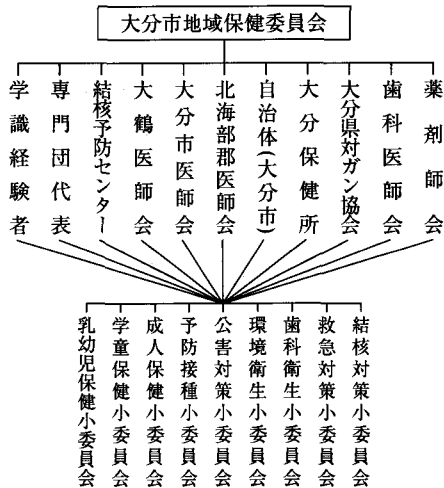 大分市地域保健委員会
学識経験者
専門団代表
結核予防センター
大鶴医師会
大分市医師会
北海部郡医師会
自治体(大分市)
大分保健所
大分県対ガン協会
歯科医師会
薬剤師会
乳幼児保健小委員会
学童保健小委員会
成人保健小委員会
予防接種小委員会
公害対策小委員会
環境衛生小委員会
歯科衛生小委員会
救急対策小委員会
結核対策小委員会